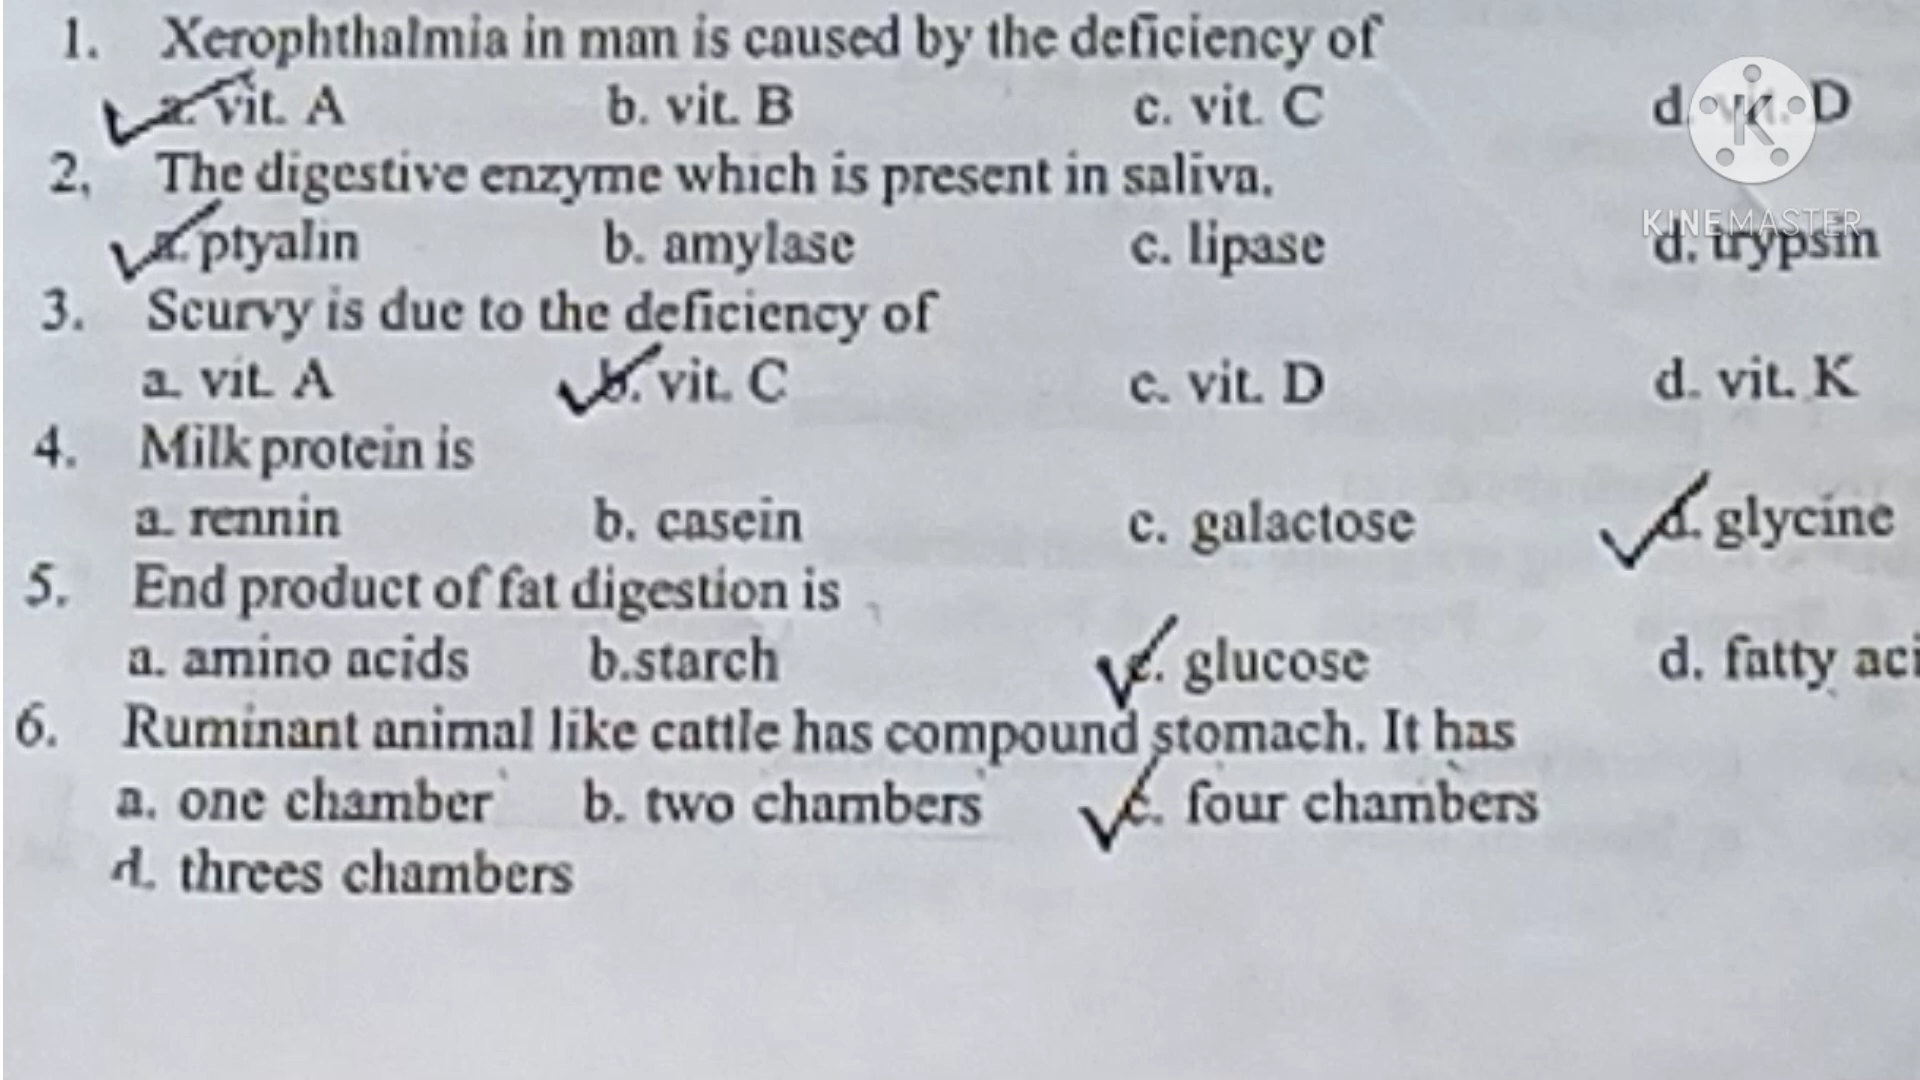 1. Xerophthalmia in man is caused by the deficiency of
a. vit. A b. vit. B c. vit. C d. vit. D
2, The digestive enzyme which is present in saliva.
KINEMASTER
a. ptyalin b. amylase c. lipase d. trypsin
3. Scurvy is due to the deficiency of
a. vit. A b. vit. C c. vit. D d. vit. K
4. Milk protein is
a. rennin b. casein c. galactose d. glycine
5. End product of fat digestion is
a. amino acids b.starch c. glucose d. fatty aci
6. Ruminant animal like cattle has compound stomach. It has
a. one chamber b. two chambers c. four chambers
d. threes chambers